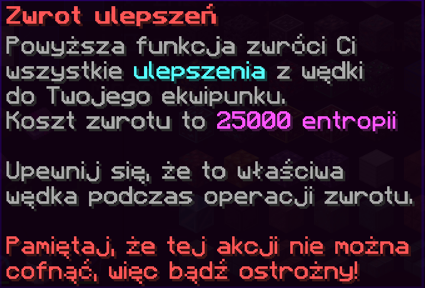 Zwrot ulepszeń
Powyższa funkcja zwróci Ci
wszystkie ulepszenia z wędki
do Twojego ekwipunku.
Koszt zwrotu to 25000 entropii
Upewnij się, że to właściwa
wędka podczas operacji zwrotu.
Pamiętaj, że tej akcji nie można
cofnąć, więc bądź ostrożny!